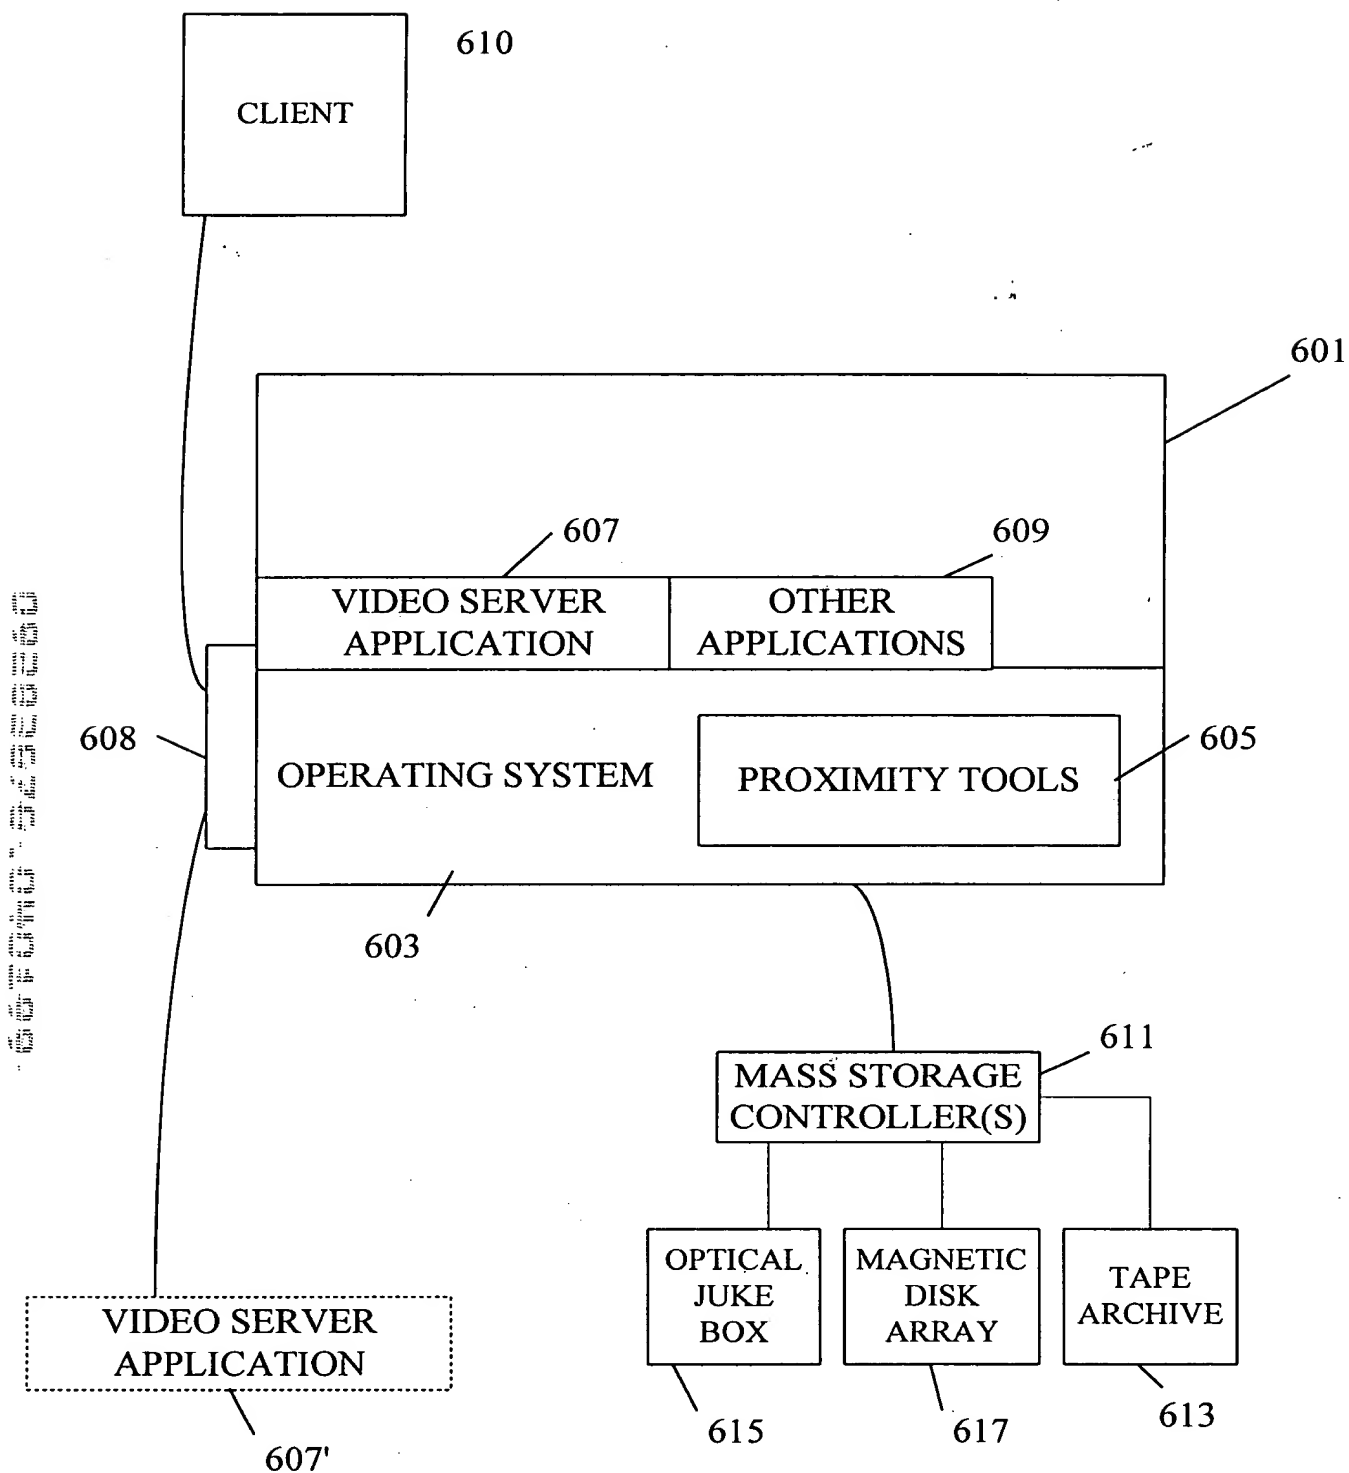 610
CLIENT
601
607
609
VIDEO SERVER
APPLICATION
OTHER
APPLICATIONS
608
OPERATING SYSTEM
PROXIMITY TOOLS
605
603
611
MASS STORAGE
CONTROLLER(S)
OPTICAL
JUKE
BOX
MAGNETIC
DISK
ARRAY
TAPE
ARCHIVE
VIDEO SERVER
APPLICATION
615
617
613
607'